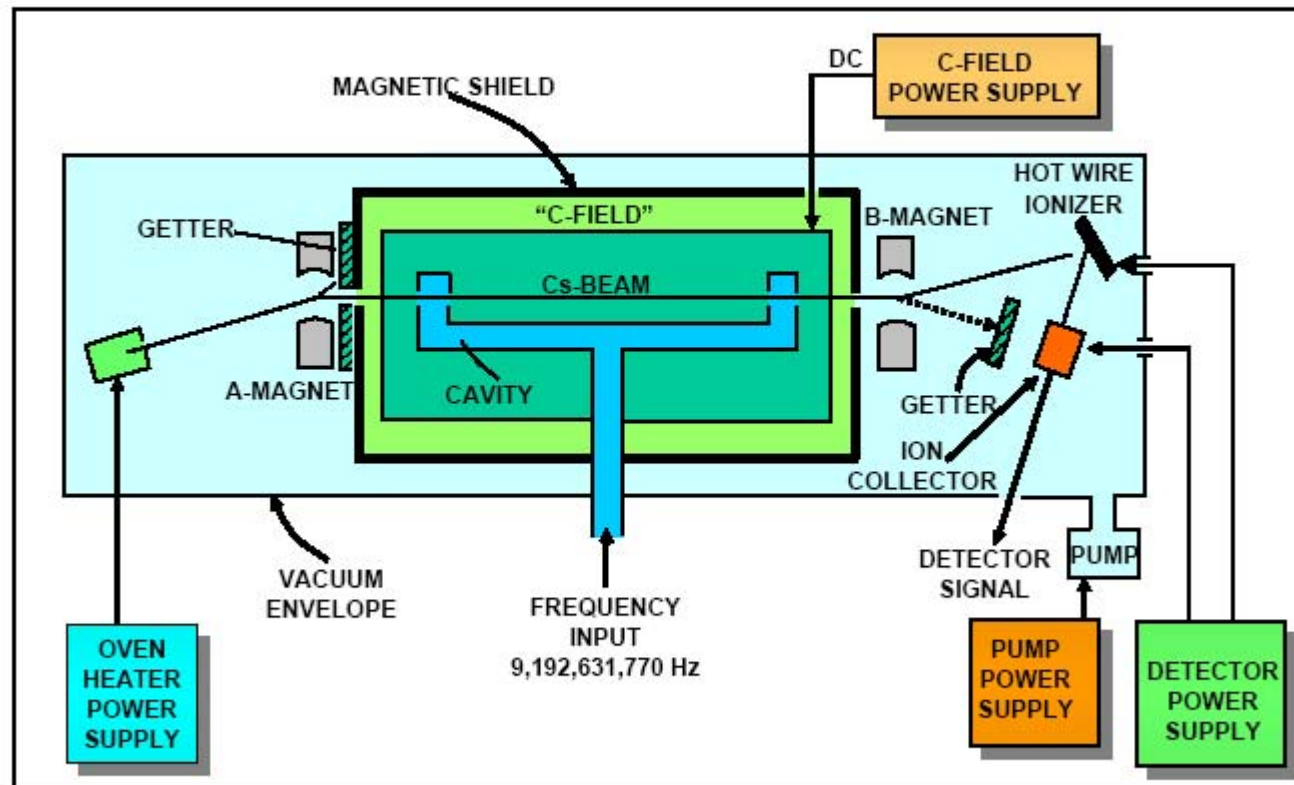 DC
C-FIELD
POWER SUPPLY
MAGNETIC SHIELD
HOT WIRE
IONIZER
"C-FIELD"
B-MAGNET
GETTER
Cs-BEAM
A-MAGNET
CAVITY
GETTER
ION
COLLECTOR
VACUUM
ENVELOPE
FREQUENCY
INPUT
9,192,631,770 Hz
DETECTOR
SIGNAL
PUMP
OVEN
HEATER
POWER
SUPPLY
PUMP
POWER
SUPPLY
DETECTOR
POWER
SUPPLY